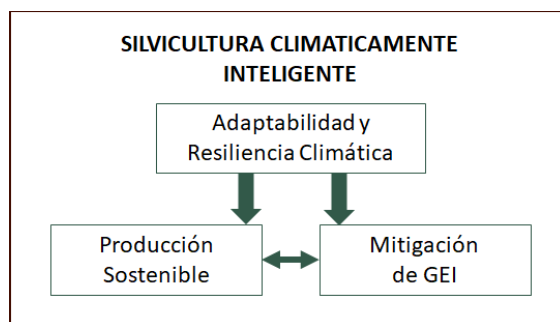 SILVICULTURA CLIMATICAMENTE
INTELIGENTE
Adaptabilidad y
Resiliencia Climática
Producción
Sostenible
Mitigación
de GEI